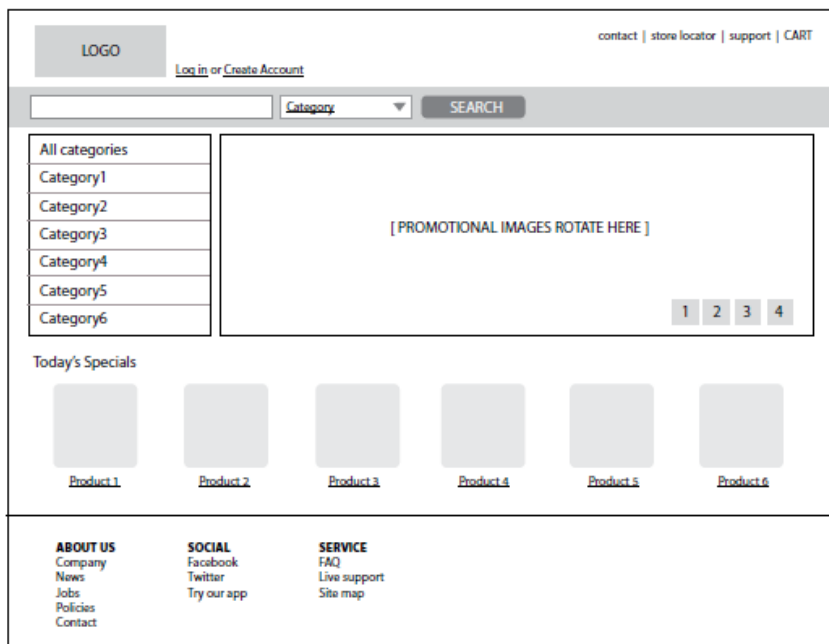 LOGO
contact | store locator | support | CART
Log in or Create Account
Category
SEARCH
All categories
Category1
Category2
Category3
Category4
Category5
Category6
[ PROMOTIONAL IMAGES ROTATE HERE ]
1 2 3 4
Today's Specials
Product 1 Product 2 Product 3 Product 4 Product 5 Product 6
ABOUT US
Company
News
Jobs
Policies
Contact
SOCIAL
Facebook
Twitter
Try our app
SERVICE
FAQ
Live support
Site map